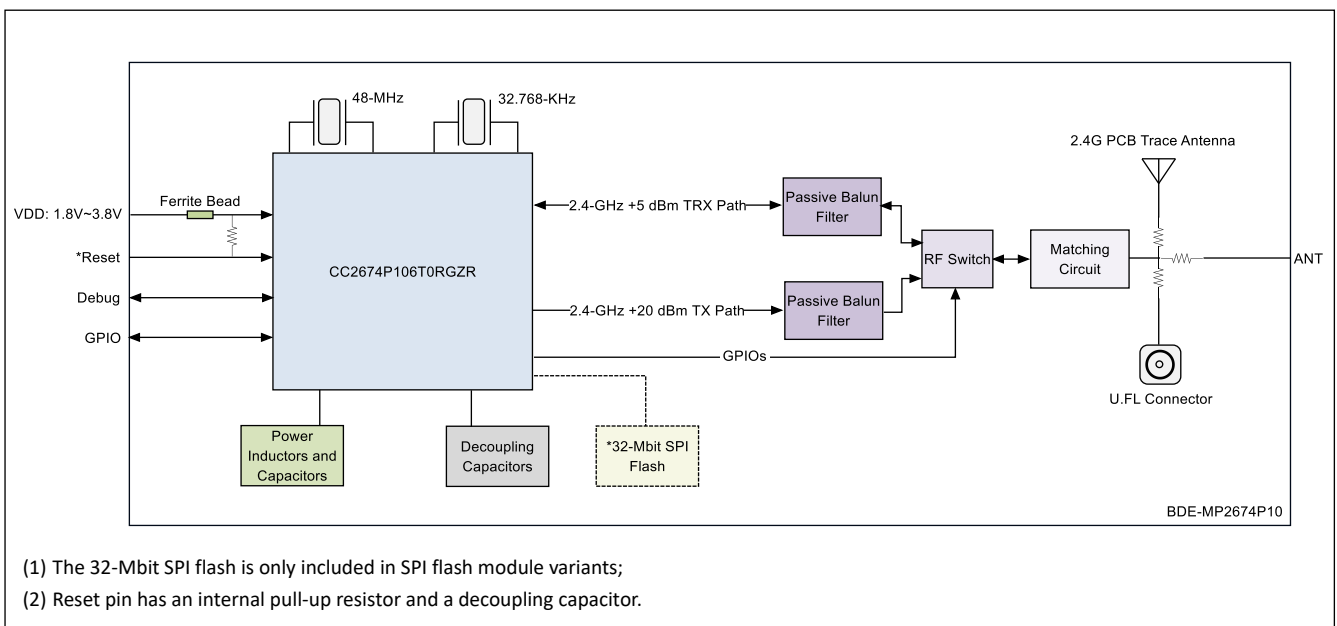 48-MHz
32.768-KHz
2.4G PCB Trace Antenna
Ferrite Bead
VDD: 1.8V~3.8V
*Reset
Debug
GPIO
CC2674P106T0RGZR
2.4-GHz +5 dBm TRX Path
Passive Balun
Filter
2.4-GHz +20 dBm TX Path
Passive Balun
Filter
GPIOs
RF Switch
Matching
Circuit
ANT
U.FL Connector
Power
Inductors and
Capacitors
Decoupling
Capacitors
*32-Mbit SPI
Flash
BDE-MP2674P10
(1) The 32-Mbit SPI flash is only included in SPI flash module variants;
(2) Reset pin has an internal pull-up resistor and a decoupling capacitor.